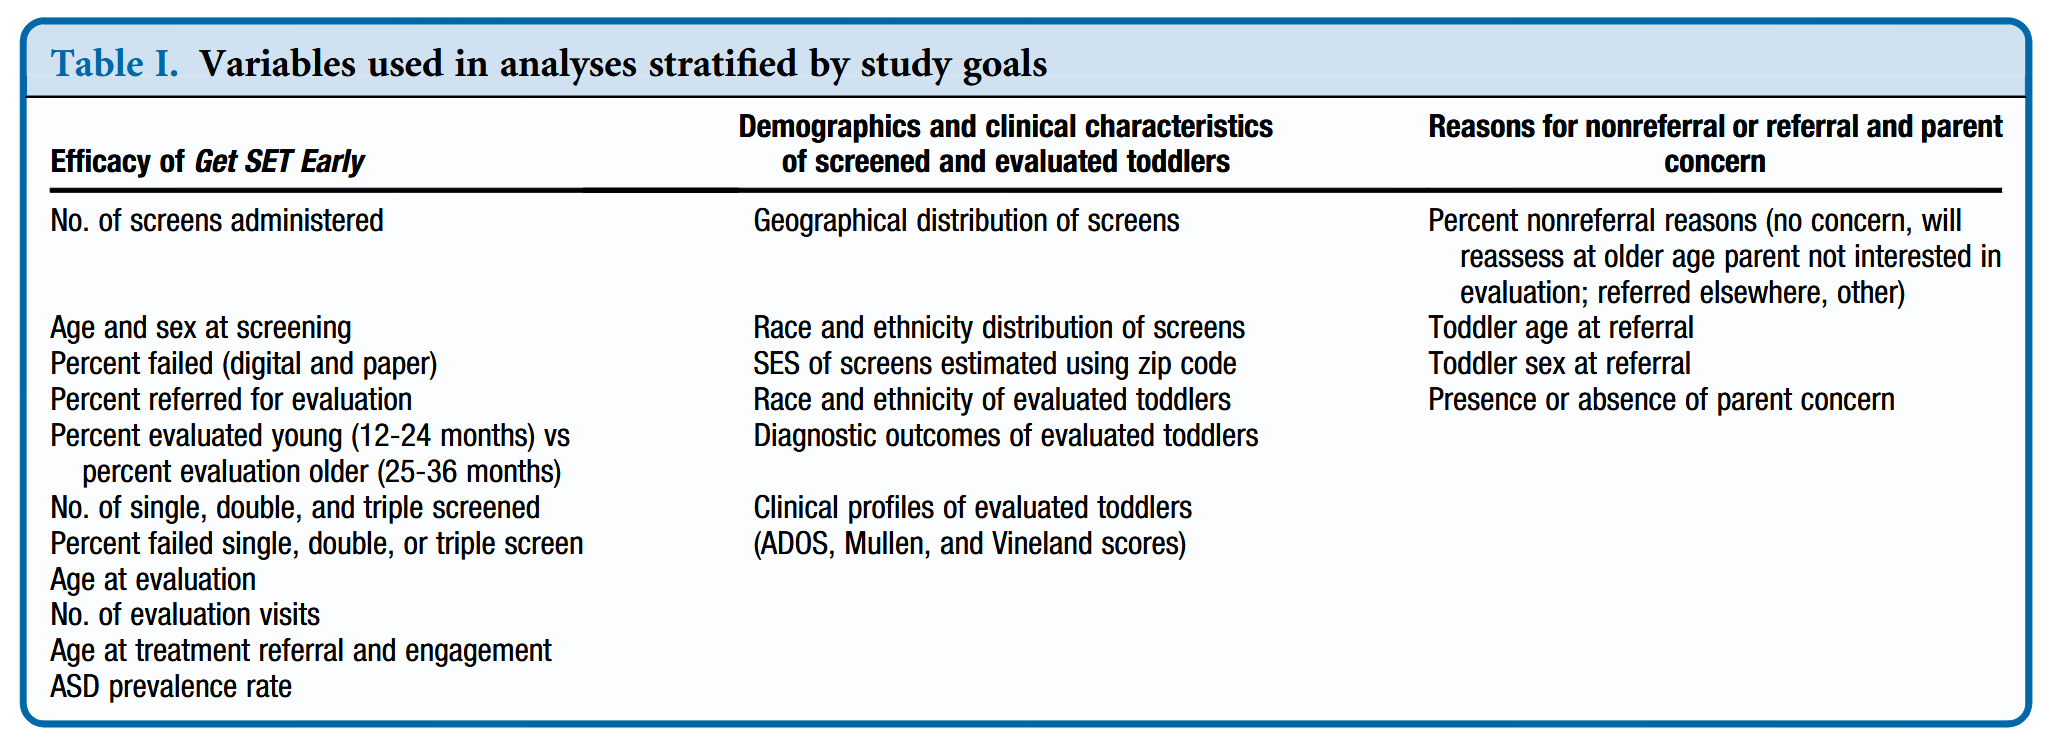 Table I. Variables used in analyses stratified by study goals
Efficacy of Get SET Early
Demographics and clinical characteristics
of screened and evaluated toddlers
Reasons for nonreferral or referral and parent
concern
No. of screens administered
Geographical distribution of screens
Percent nonreferral reasons (no concern, will
reassess at older age parent not interested in
evaluation; referred elsewhere, other)
Age and sex at screening
Race and ethnicity distribution of screens
Toddler age at referral
Percent failed (digital and paper)
SES of screens estimated using zip code
Toddler sex at referral
Percent referred for evaluation
Race and ethnicity of evaluated toddlers
Presence or absence of parent concern
Percent evaluated young (12-24 months) vs
percent evaluation older (25-36 months)
Diagnostic outcomes of evaluated toddlers
No. of single, double, and triple screened
Clinical profiles of evaluated toddlers
Percent failed single, double, or triple screen
(ADOS, Mullen, and Vineland scores)
Age at evaluation
No. of evaluation visits
Age at treatment referral and engagement
ASD prevalence rate